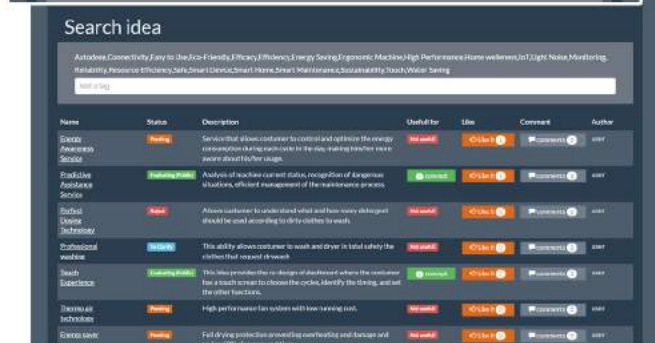 Search idea
Autodose,Connectivity,Easy to Use,Eco-Friendly,Efficacy,Efficiency,Energy Saving,Ergonomic Machine,High Performance,Home wellness,IoT,Light Noise,Monitoring,
Reliability,Resource Efficiency,Safe,Smart Device,Smart Home,Smart Maintenance,Sustainability,Touch,Water Saving
Add a tag
Name Status Description Usefull for Like Comment Author
Energy Pending Service that allows costumer to control and optimize the energy Not useful! Like It comments user
Awareness consumption during each cycle in the day, making him/her more
Service aware about his/her usage.
Predictive Evaluating (Public) Analysis of machine current status, recognition of dangerous concept Like It comments user
Assistance situations, efficient management of the maintenance process
Service
Perfect Reject Allows customer to understand what and how many detergent Not useful! Like It comments user
Dosing should be used according to dirty clothes to wash.
Technology
Professional To Clarify This ability allows costumer to wash and dryer in total safety the Not useful! Like It comments user
washing clothes that request drywash
Touch Evaluating (Public) This idea provides the re-design of dashboard where the costumer concept Like It comments user
Experience has a touch screen to choose the cycles, identify the timing, and set
the other functions.
Thermo air Pending High performance fan system with low running cost. Not useful! Like It comments user
technology
Energy saver Pending Full drying protection preventing overheating and damage and Not useful! Like It comments user